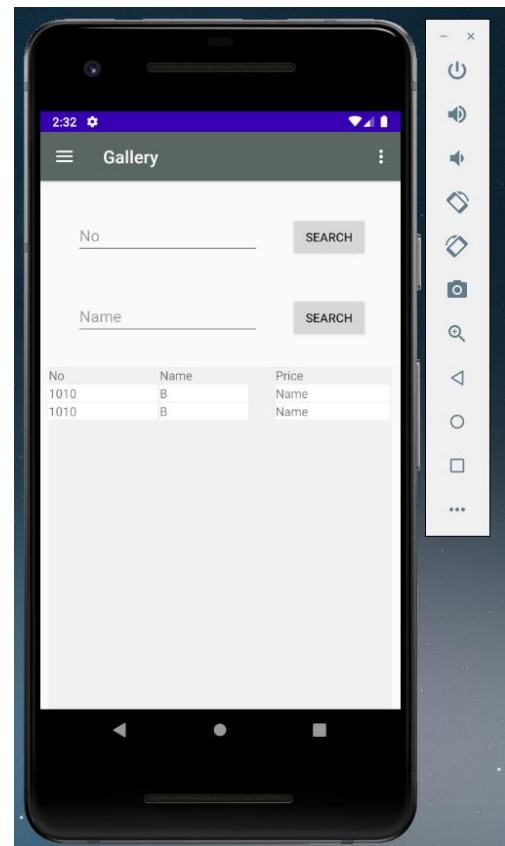 2:32
Gallery
No SEARCH
Name SEARCH
No Name Price
1010 B Name
1010 B Name